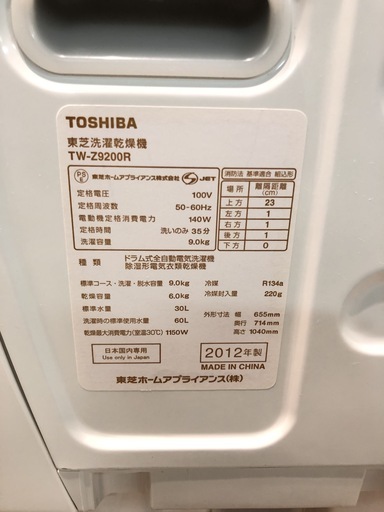 TOSHIBA
東芝洗濯乾燥機
TW-Z9200R
PS E 東芝ホームアプライアンス株式会社 JET
定格電圧 100V
定格周波数 50-60Hz
電動機定格消費電力 140W
定格時間 洗いのみ 35分
洗濯容量 9.0kg
消防法 基準適合 組込形
場所 離隔距離(cm)
上方 23
左方 1
右方 1
後方 1
下方 0
種類 ドラム式全自動電気洗濯機
除湿形電気衣類乾燥機
標準コース・洗濯・脱水容量 9.0kg
乾燥容量 6.0kg
標準水量 30L
洗濯時の標準使用水量 60L
乾燥最大消費電力(室温30℃) 1150W
冷媒 R134a
冷媒封入量 220g
外形寸法 幅 655mm
奥行 714mm
高さ 1040mm
日本国内専用
Use only in Japan
2012年製
MADE IN CHINA
東芝ホームアプライアンス(株)